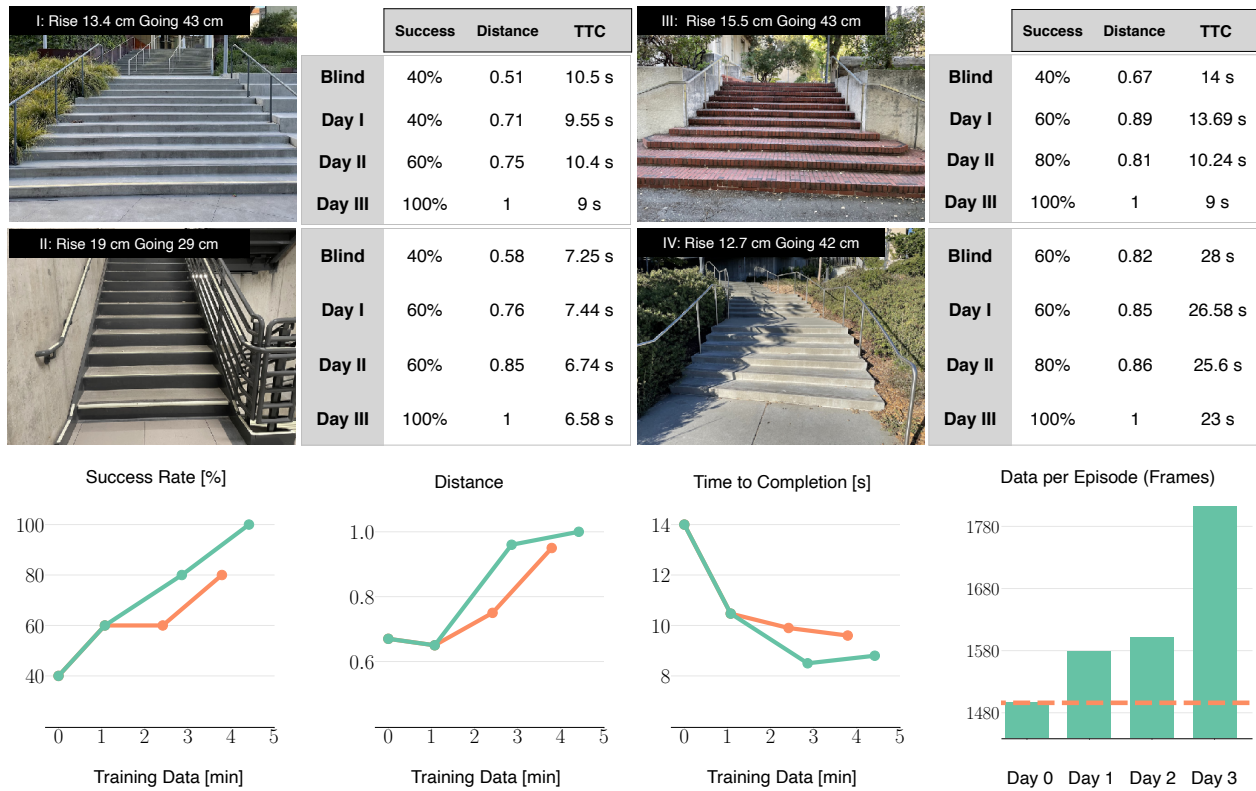 I: Rise 13.4 cm Going 43 cm
Success Distance TTC
Blind 40% 0.51 10.5 s
Day I 40% 0.71 9.55 s
Day II 60% 0.75 10.4 s
Day III 100% 1 9 s
III: Rise 15.5 cm Going 43 cm
Success Distance TTC
Blind 40% 0.67 14 s
Day I 60% 0.89 13.69 s
Day II 80% 0.81 10.24 s
Day III 100% 1 9 s
II: Rise 19 cm Going 29 cm
Blind 40% 0.58 7.25 s
Day I 60% 0.76 7.44 s
Day II 60% 0.85 6.74 s
Day III 100% 1 6.58 s
IV: Rise 12.7 cm Going 42 cm
Blind 60% 0.82 28 s
Day I 60% 0.85 26.58 s
Day II 80% 0.86 25.6 s
Day III 100% 1 23 s
Success Rate [%]
100
80
60
40
0 1 2 3 4 5
Training Data [min]
Distance
1.0
0.8
0.6
0 1 2 3 4 5
Training Data [min]
Time to Completion [s]
14
12
10
8
0 1 2 3 4 5
Training Data [min]
Data per Episode (Frames)
1780
1680
1580
1480
Day 0 Day 1 Day 2 Day 3